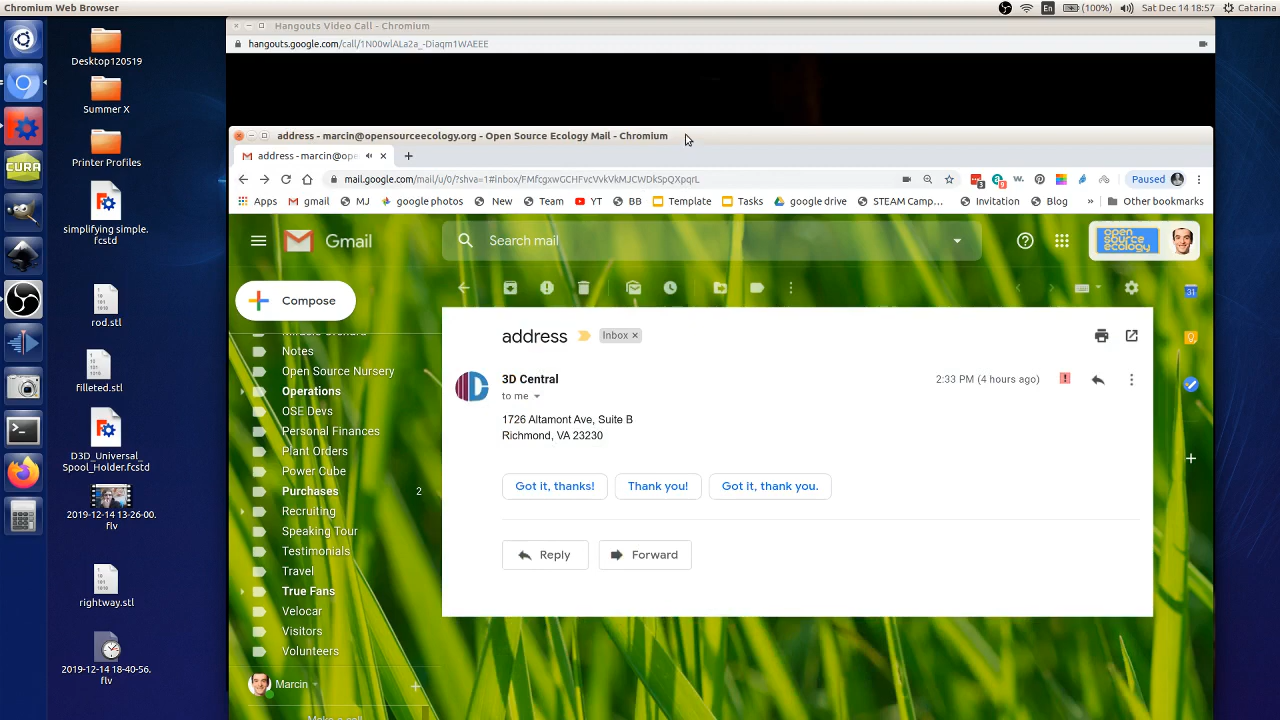 Chromium Web Browser
En
(100%)
Sat Dec 14 18:57
Catarina
Desktop120519
Summer X
Printer Profiles
simplifying simple.
fcstd
rod.stl
filleted.stl
D3D_Universal_
Spool_Holder.fcstd
2019-12-14 13-26-00.
flv
rightway.stl
2019-12-14 18-40-56.
flv
CURA
Hangouts Video Call - Chromium
hangouts.google.com/call/1N00wlALa2a_-Diaqm1WAEEE
address - marcin@opensourceecology.org - Open Source Ecology Mail - Chromium
address - marcin@ope
mail.google.com/mail/u/0/?shva=1#inbox/FMfcgxwGCHFvcVvkVkMJCWDkSpQXpqrL
3
9
Paused
Apps
gmail
MJ
google photos
New
Team
YT
BB
Template
Tasks
google drive
STEAM Camp...
Invitation
Blog
»
Other bookmarks
Gmail
Search mail
open
source
ecology
Compose
Notes
Open Source Nursery
Operations
OSE Devs
Personal Finances
Plant Orders
Power Cube
Purchases 2
Recruiting
Speaking Tour
Testimonials
Travel
True Fans
Velocar
Visitors
Volunteers
Marcin
Make a call
address
Inbox ×
3D Central
2:33 PM (4 hours ago)
to me
1726 Altamont Ave, Suite B
Richmond, VA 23230
Got it, thanks!
Thank you!
Got it, thank you.
Reply
Forward
31